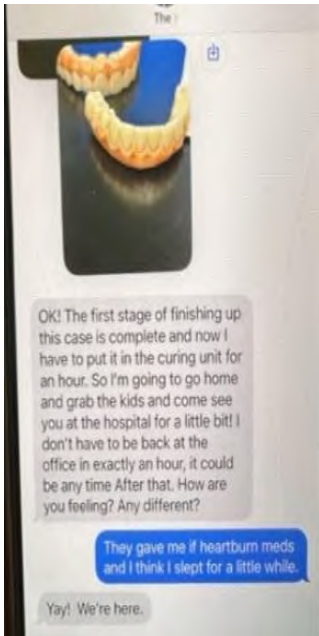 The
OK! The first stage of finishing up
this case is complete and now I
have to put it in the curing unit for
an hour. So I'm going to go home
and grab the kids and come see
you at the hospital for a little bit! I
don't have to be back at the
office in exactly an hour, it could
be any time After that. How are
you feeling? Any different?
They gave me if heartburn meds
and I think I slept for a little while.
Yay! We're here.